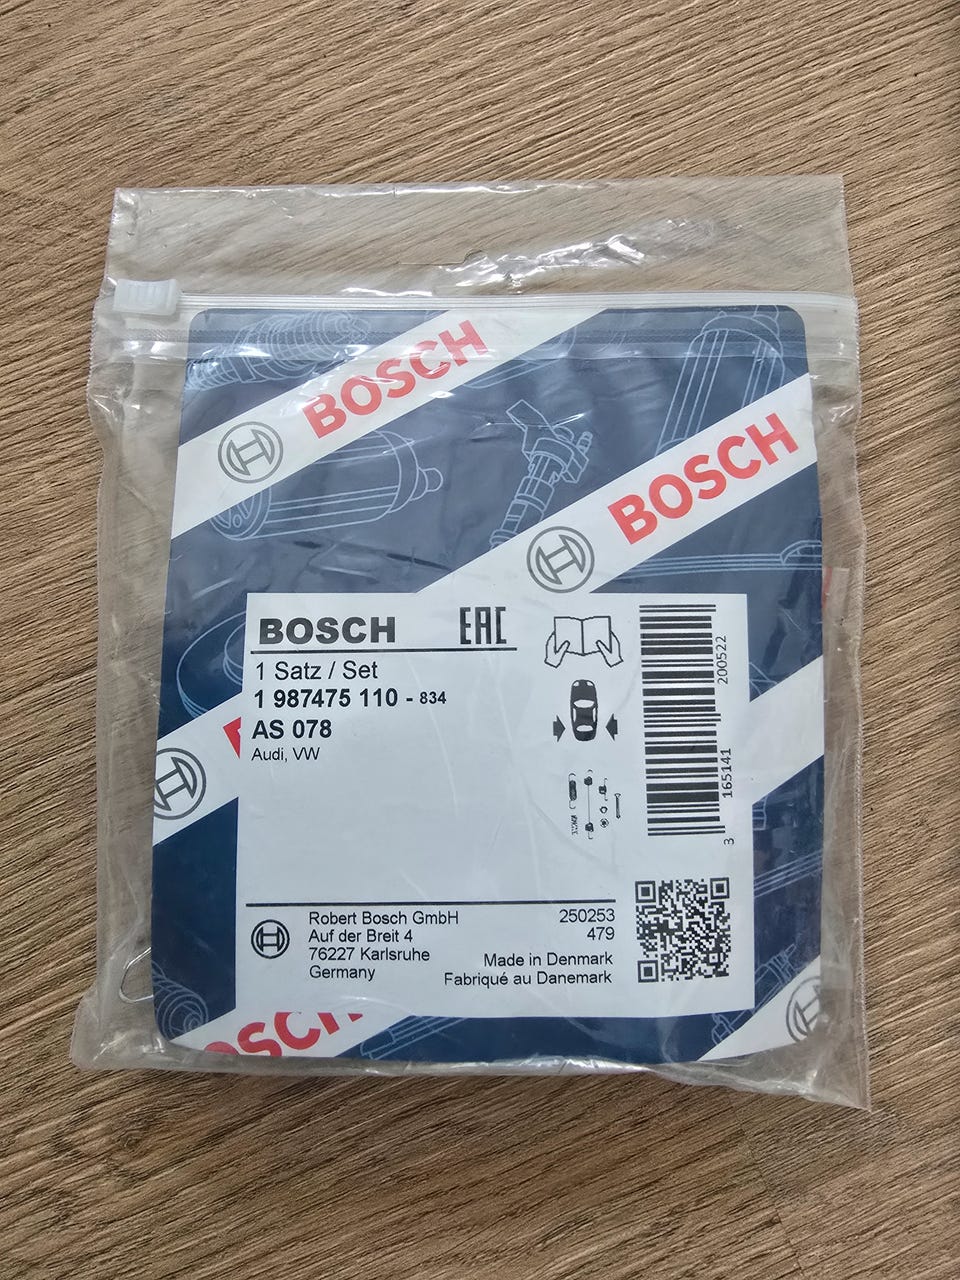 BOSCH
BOSCH
BOSCH EAC
1 Satz / Set
1 987475 110 - 834
AS 078
Audi, VW
3 165141 200522
Robert Bosch GmbH
Auf der Breit 4
76227 Karlsruhe
Germany
250253
479
Made in Denmark
Fabriqué au Danemark
OSCH